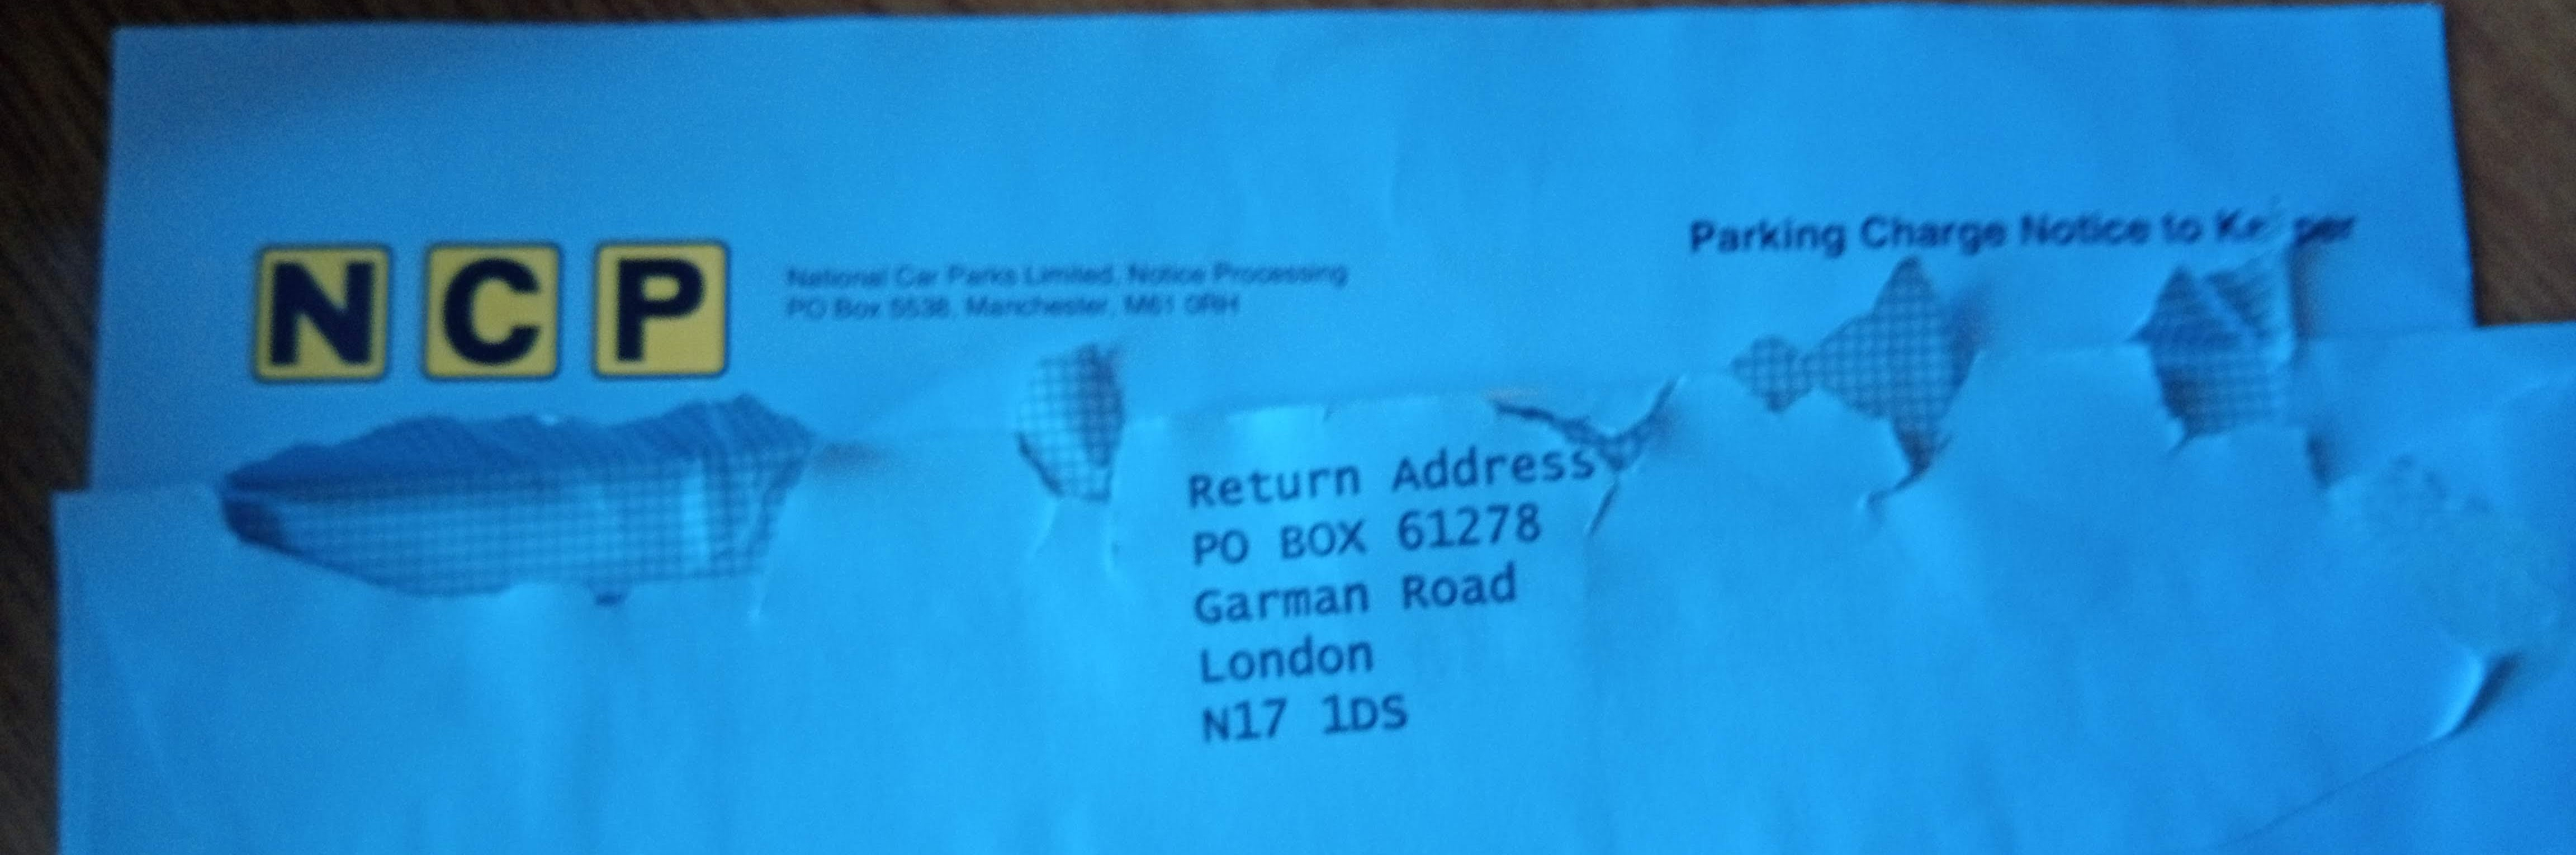 NCP
National Car Parks Limited, Notice Processing
PO Box 5538, Manchester, M61 0RH
Parking Charge Notice to
Return Address
PO BOX 61278
Garman Road
London
N17 1DS